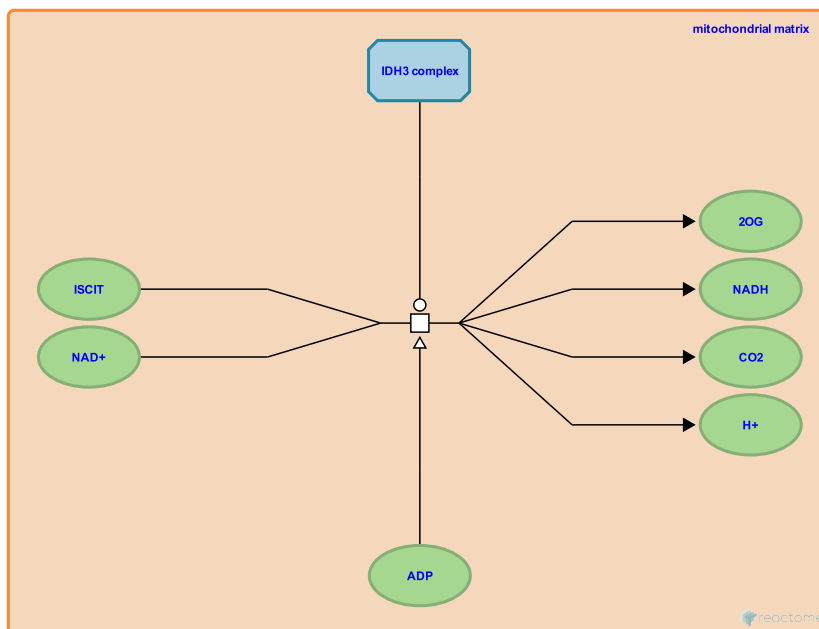 mitochondrial matrix
IDH3 complex
2OG
ISCIT
NADH
NAD+
CO2
H+
ADP
reactome